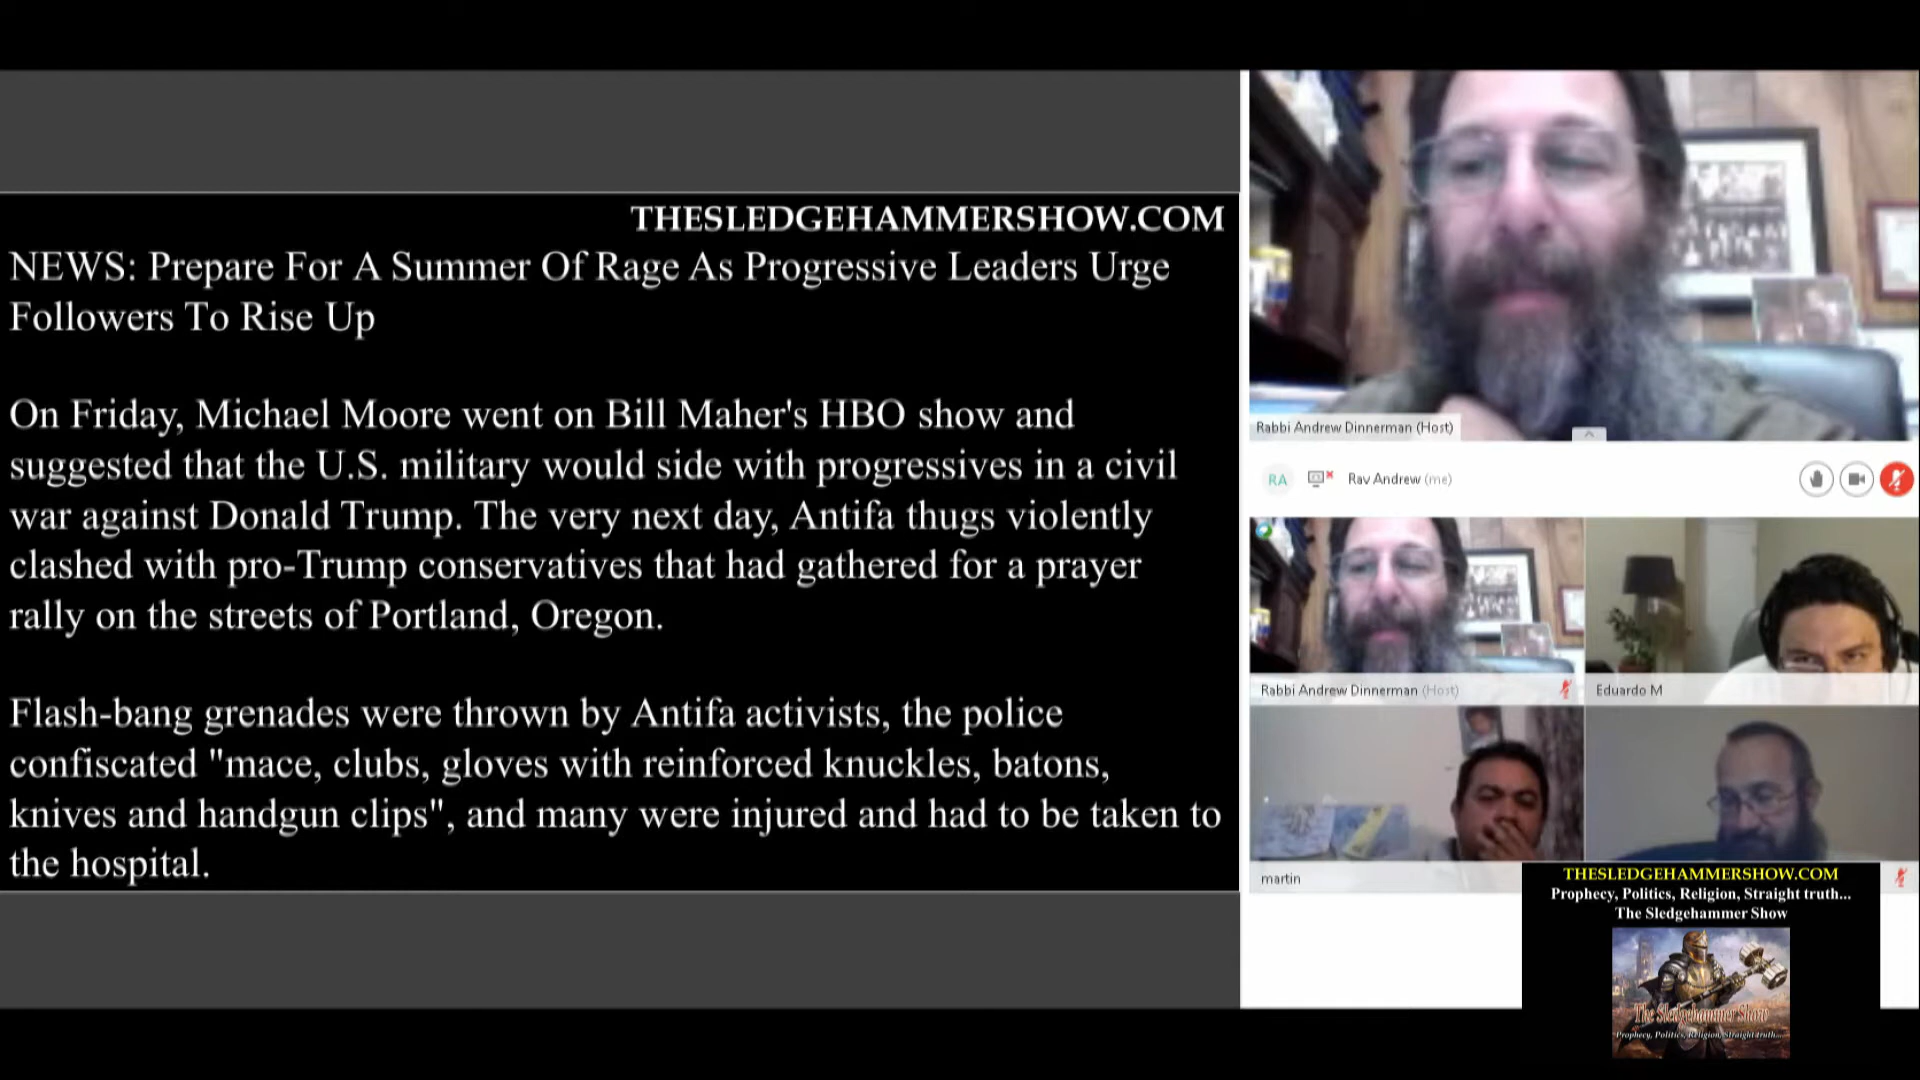 THESLEDGEHAMMERSHOW.COM
NEWS: Prepare For A Summer Of Rage As Progressive Leaders Urge
Followers To Rise Up
On Friday, Michael Moore went on Bill Maher's HBO show and
suggested that the U.S. military would side with progressives in a civil
war against Donald Trump. The very next day, Antifa thugs violently
clashed with pro-Trump conservatives that had gathered for a prayer
rally on the streets of Portland, Oregon.
Flash-bang grenades were thrown by Antifa activists, the police
confiscated "mace, clubs, gloves with reinforced knuckles, batons,
knives and handgun clips", and many were injured and had to be taken to
the hospital.
Rabbi Andrew Dinnerman (Host)
RA Rav Andrew (me)
Rabbi Andrew Dinnerman (Host)
Eduardo M
martin
THESLEDGEHAMMERSHOW.COM
Prophecy, Politics, Religion, Straight truth...
The Sledgehammer Show
The Sledgehammer Show
Prophecy, Politics, Religion, Straight truth...